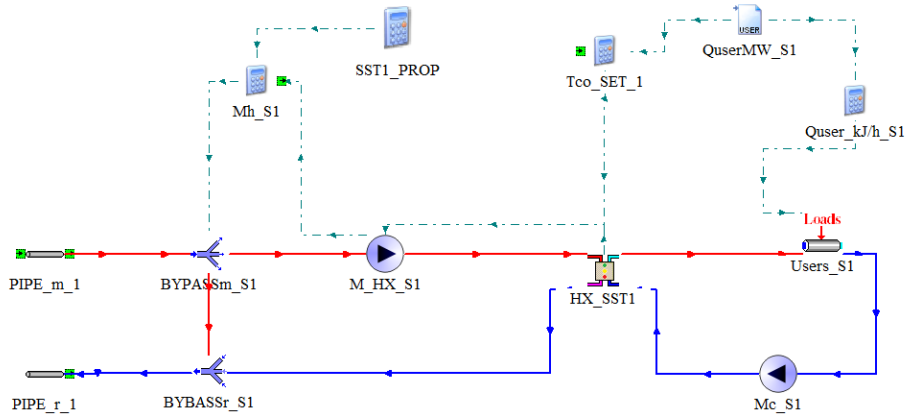 USER
SST1_PROP
QuserMW_S1
Tco_SET_1
Mh_S1
Quser_kJ/h_S1
Loads
PIPE_m_1
BYPASSm_S1
M_HX_S1
HX_SST1
Users_S1
PIPE_r_1
BYBASSr_S1
Mc_S1